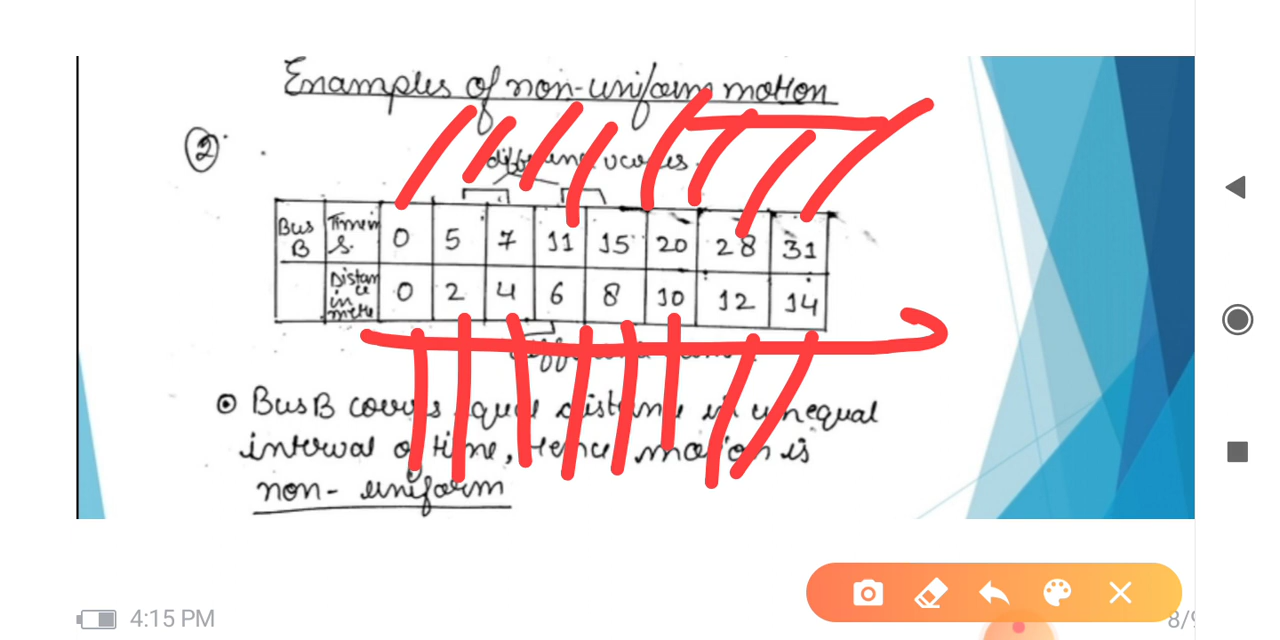 Examples of non-uniform motion
2
Bus B Time in S. 0 5 7 11 15 20 28 31
Distance in metre 0 2 4 6 8 10 12 14
Bus B covers equal distance in unequal
interval of time, Hence motion is
non-uniform
4:15 PM
8/9